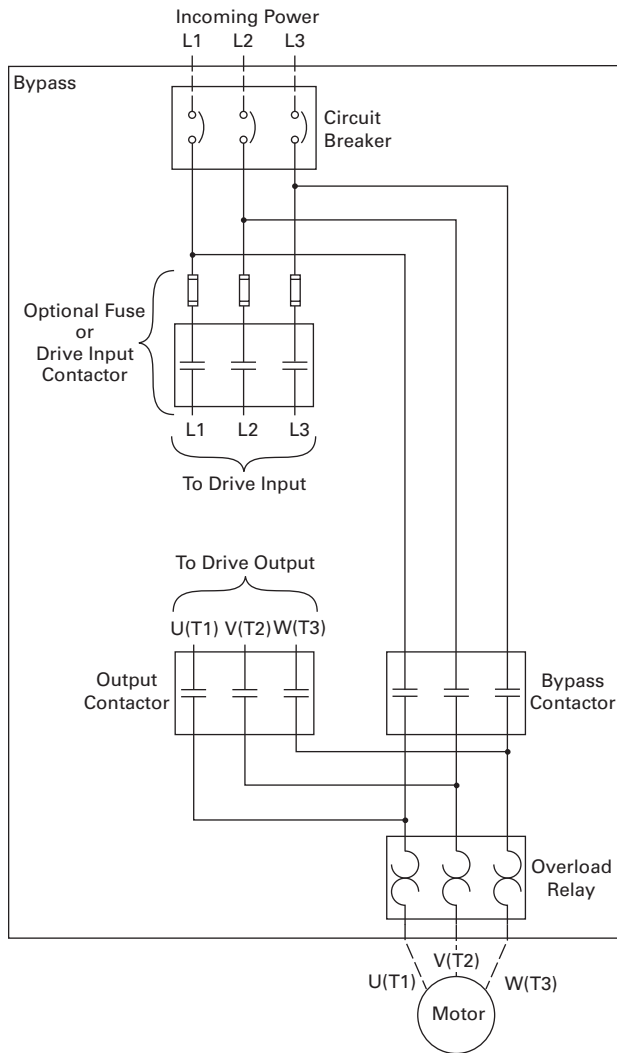 Incoming Power
L1 L2 L3
Bypass
Circuit
Breaker
Optional Fuse
or
Drive Input
Contactor
L1 L2 L3
To Drive Input
To Drive Output
U(T1) V(T2) W(T3)
Output
Contactor
Bypass
Contactor
Overload
Relay
U(T1) V(T2) W(T3)
Motor